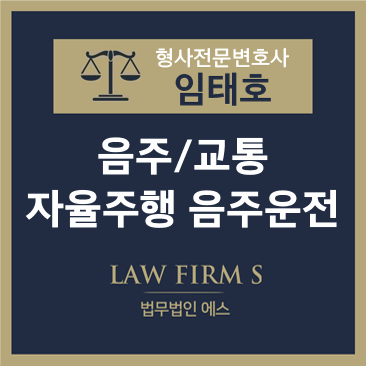 형사전문변호사
임태호
음주/교통
자율주행 음주운전
LAW FIRM S
법무법인 에스